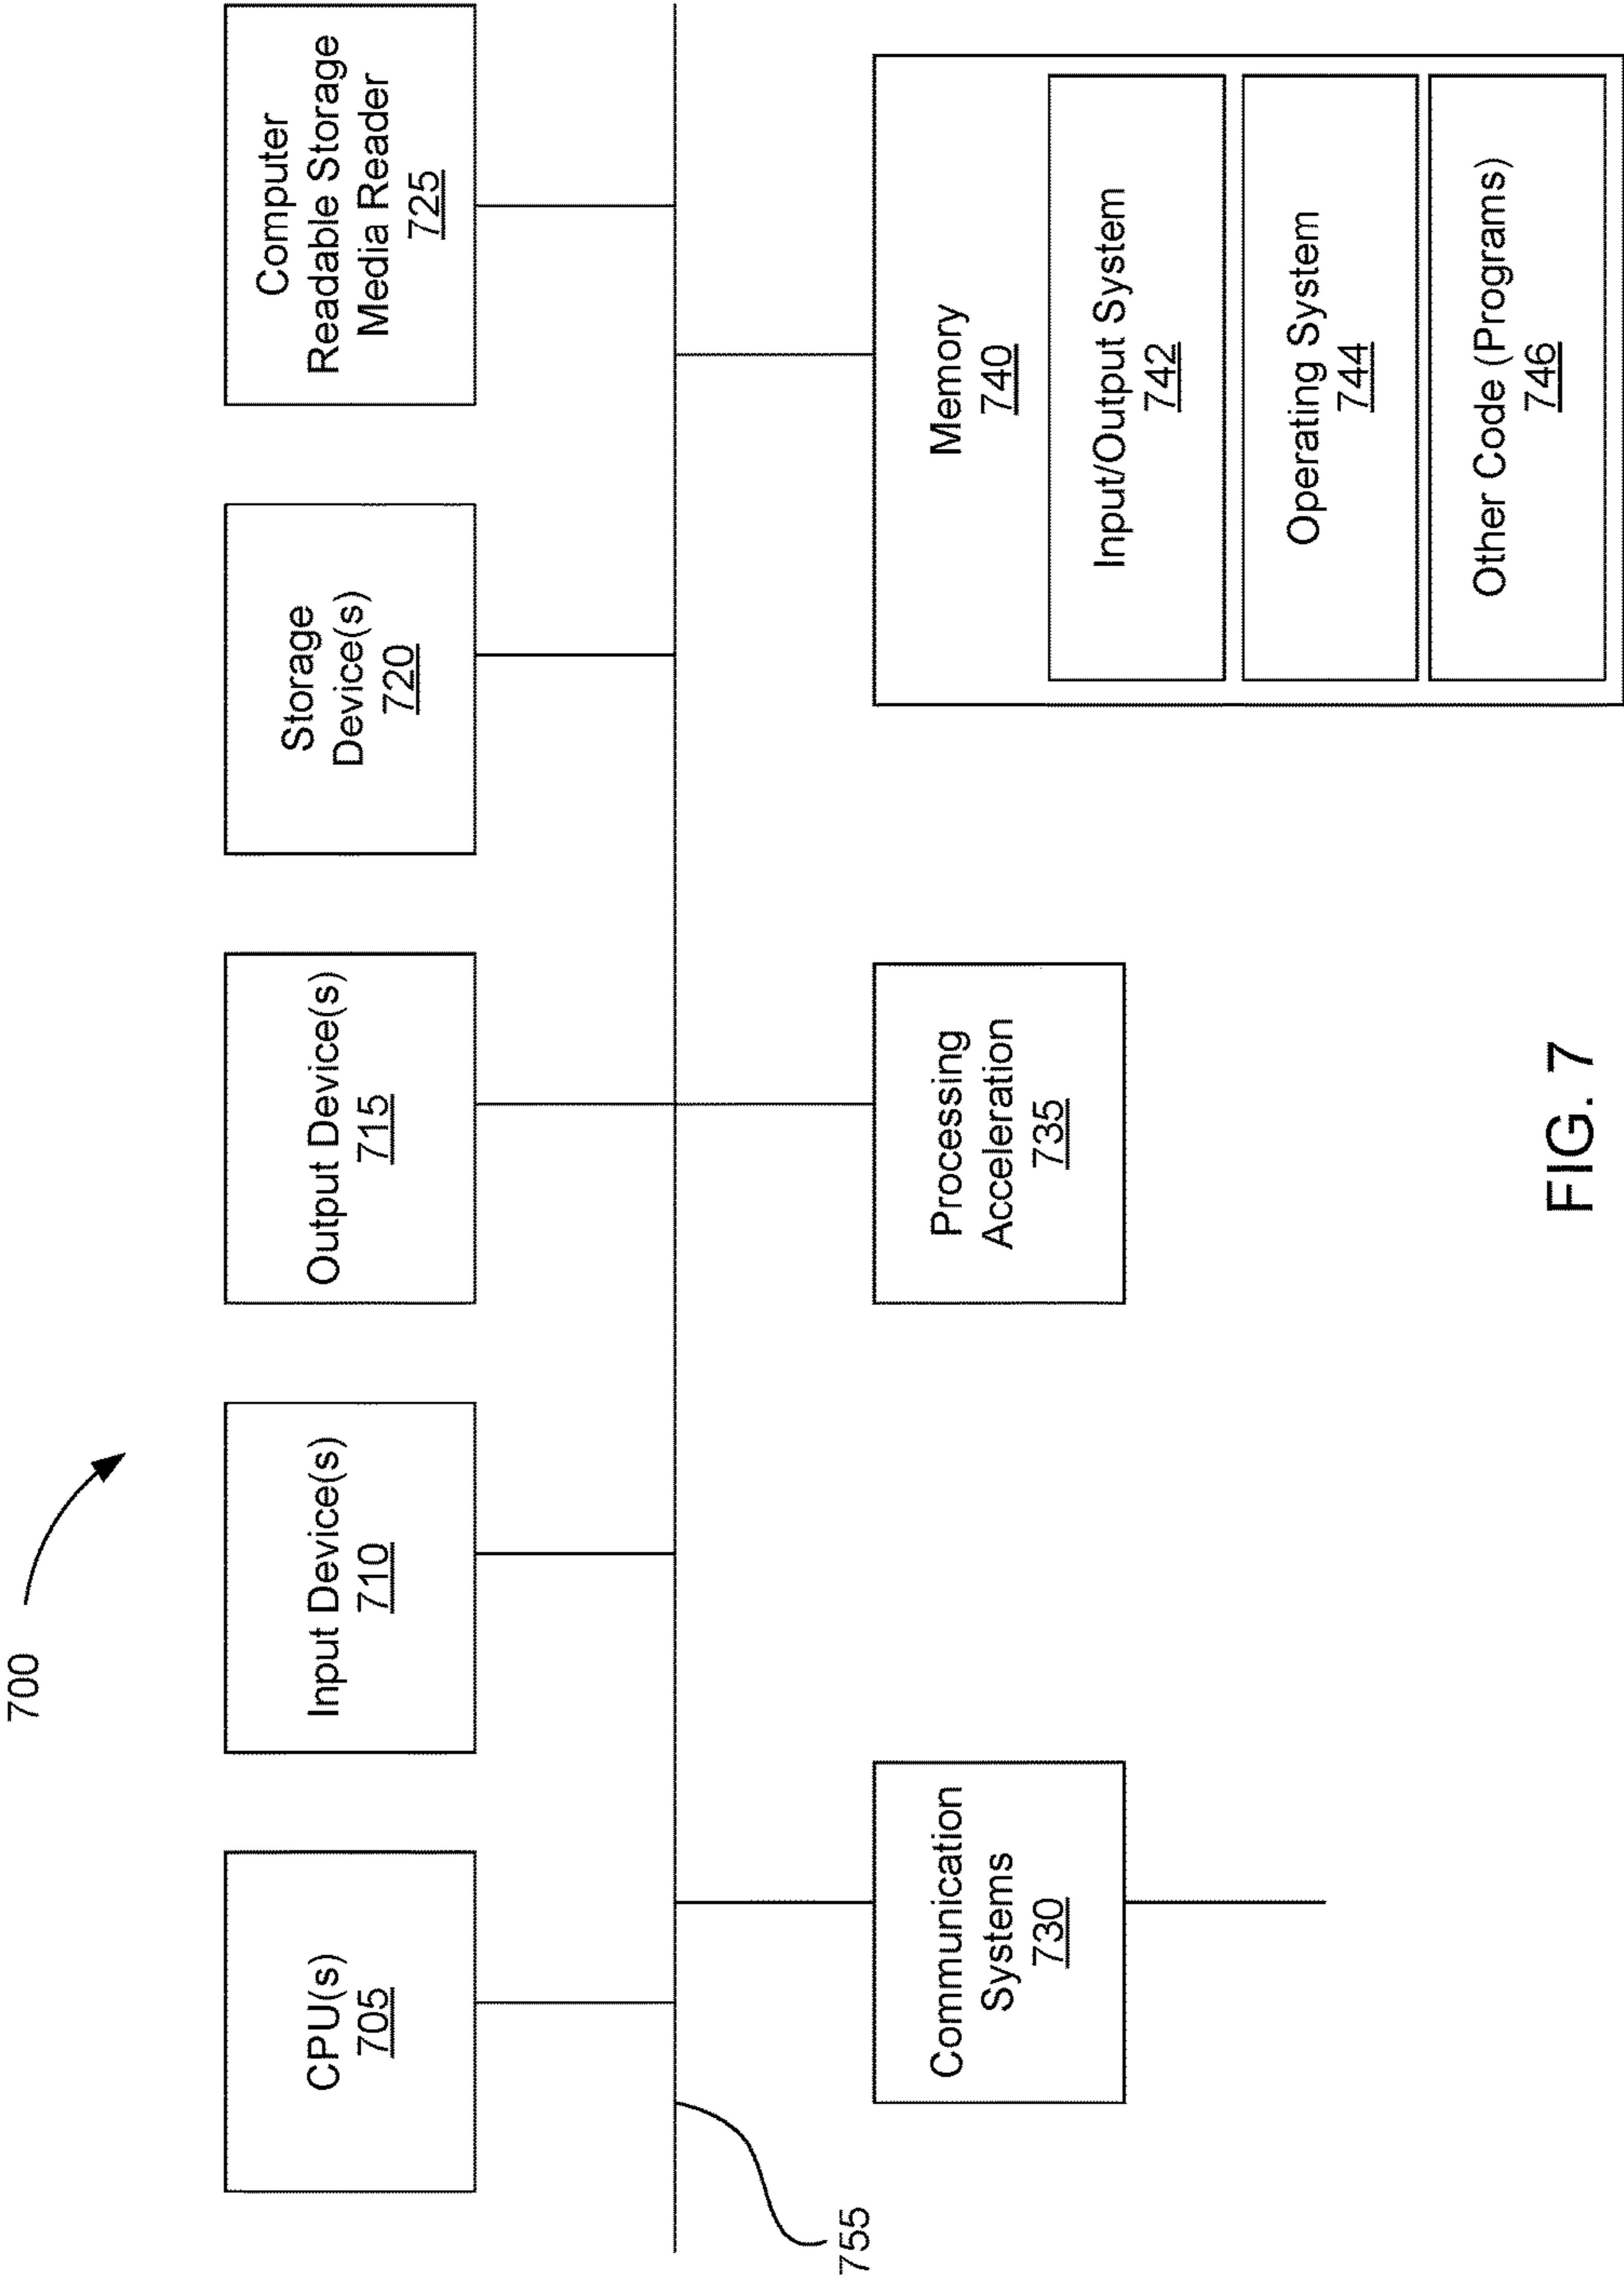 700
CPU(s)
705
Input Device(s)
710
Output Device(s)
715
Storage
Device(s)
720
Computer
Readable Storage
Media Reader
725
755
Communication
Systems
730
Processing
Acceleration
735
Memory
740
Input/Output System
742
Operating System
744
Other Code (Programs)
746
FIG. 7